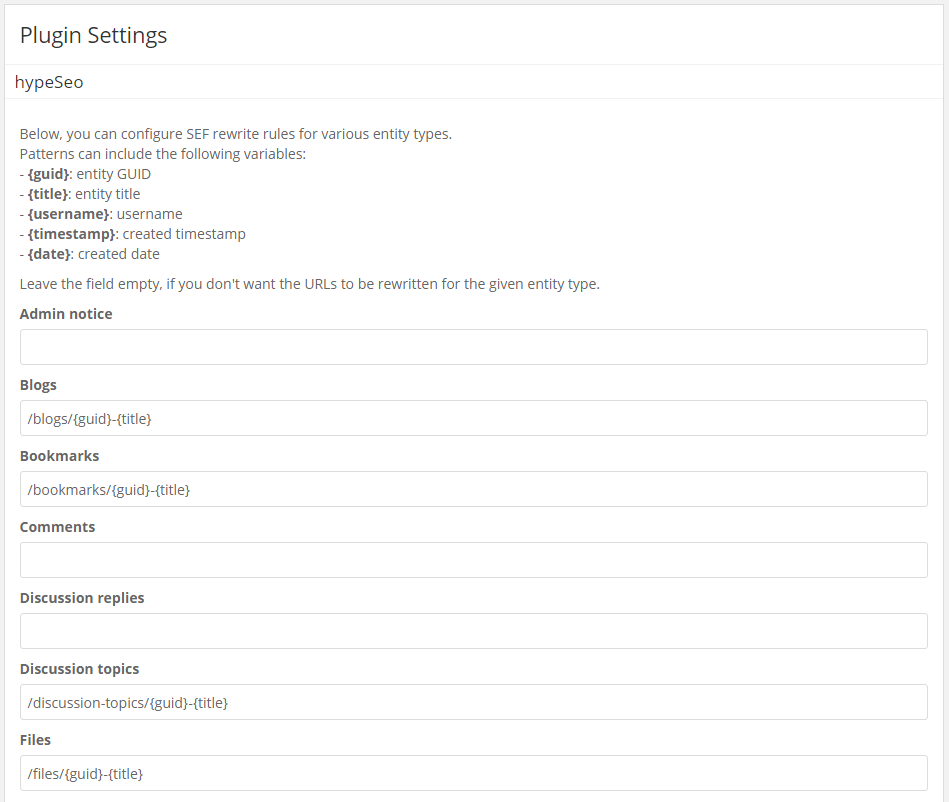 Plugin Settings
hypeSeo
Below, you can configure SEF rewrite rules for various entity types.
Patterns can include the following variables:
- {guid}: entity GUID
- {title}: entity title
- {username}: username
- {timestamp}: created timestamp
- {date}: created date
Leave the field empty, if you don't want the URLs to be rewritten for the given entity type.
Admin notice
Blogs
/blogs/{guid}-{title}
Bookmarks
/bookmarks/{guid}-{title}
Comments
Discussion replies
Discussion topics
/discussion-topics/{guid}-{title}
Files
/files/{guid}-{title}